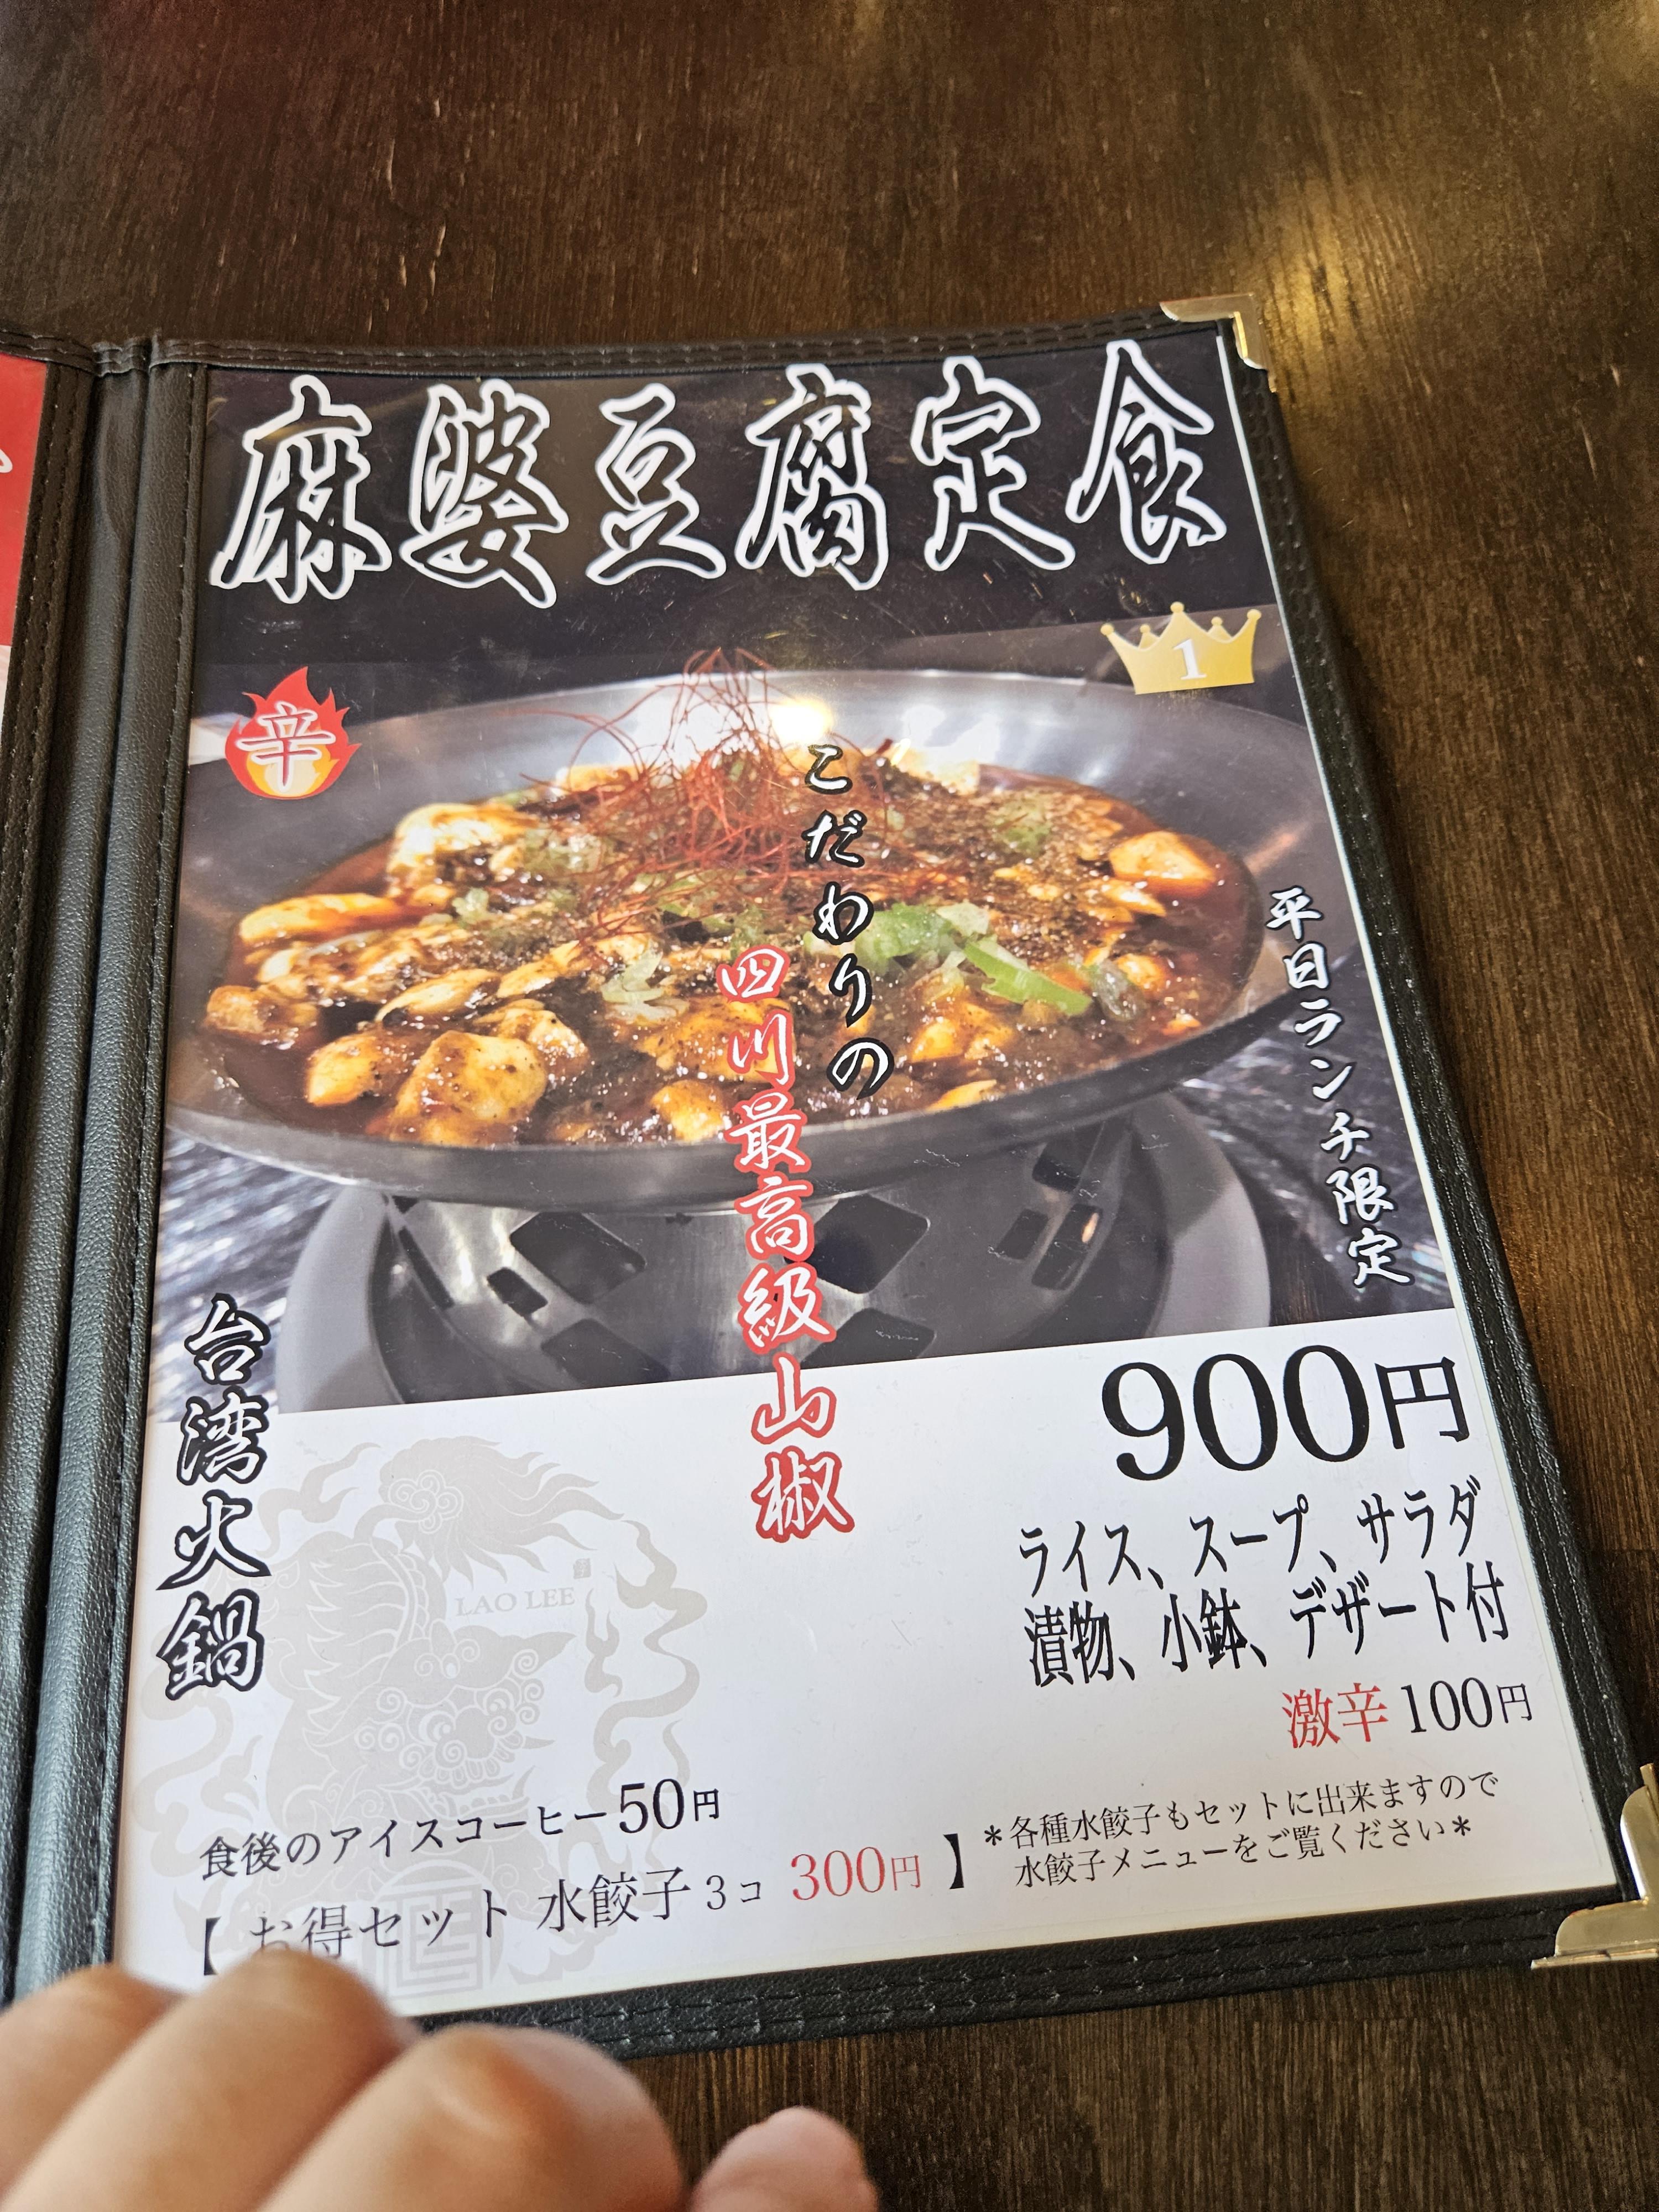 麻婆豆腐定食
1
辛
こだわりの
四川最高級山椒
平日ランチ限定
台湾火鍋
900円
ライス、スープ、サラダ
漬物、小鉢、デザート付
激辛100円
LAO LEE
食後のアイスコーヒー50円
【お得セット 水餃子3コ 300円】
*各種水餃子もセットに出来ますので
水餃子メニューをご覧ください*